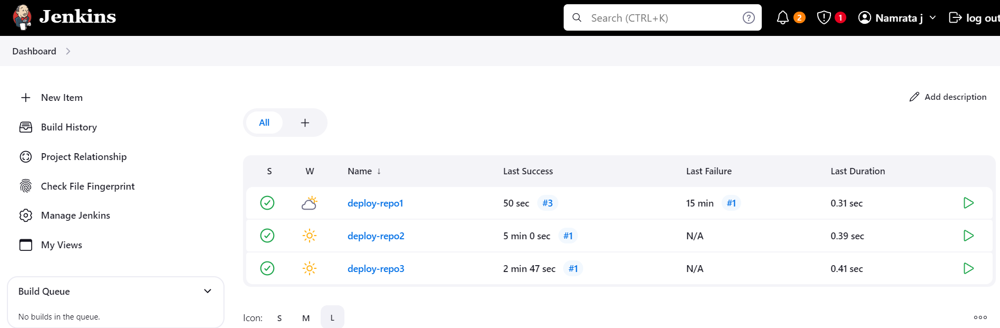 Jenkins
Search (CTRL+K)
?
2
1
Namrata j
log out
Dashboard
New Item
Build History
Project Relationship
Check File Fingerprint
Manage Jenkins
My Views
Build Queue
No builds in the queue.
Add description
All +
S W Name ↓ Last Success Last Failure Last Duration
deploy-repo1 50 sec #3 15 min #1 0.31 sec
deploy-repo2 5 min 0 sec #1 N/A 0.39 sec
deploy-repo3 2 min 47 sec #1 N/A 0.41 sec
Icon: S M L